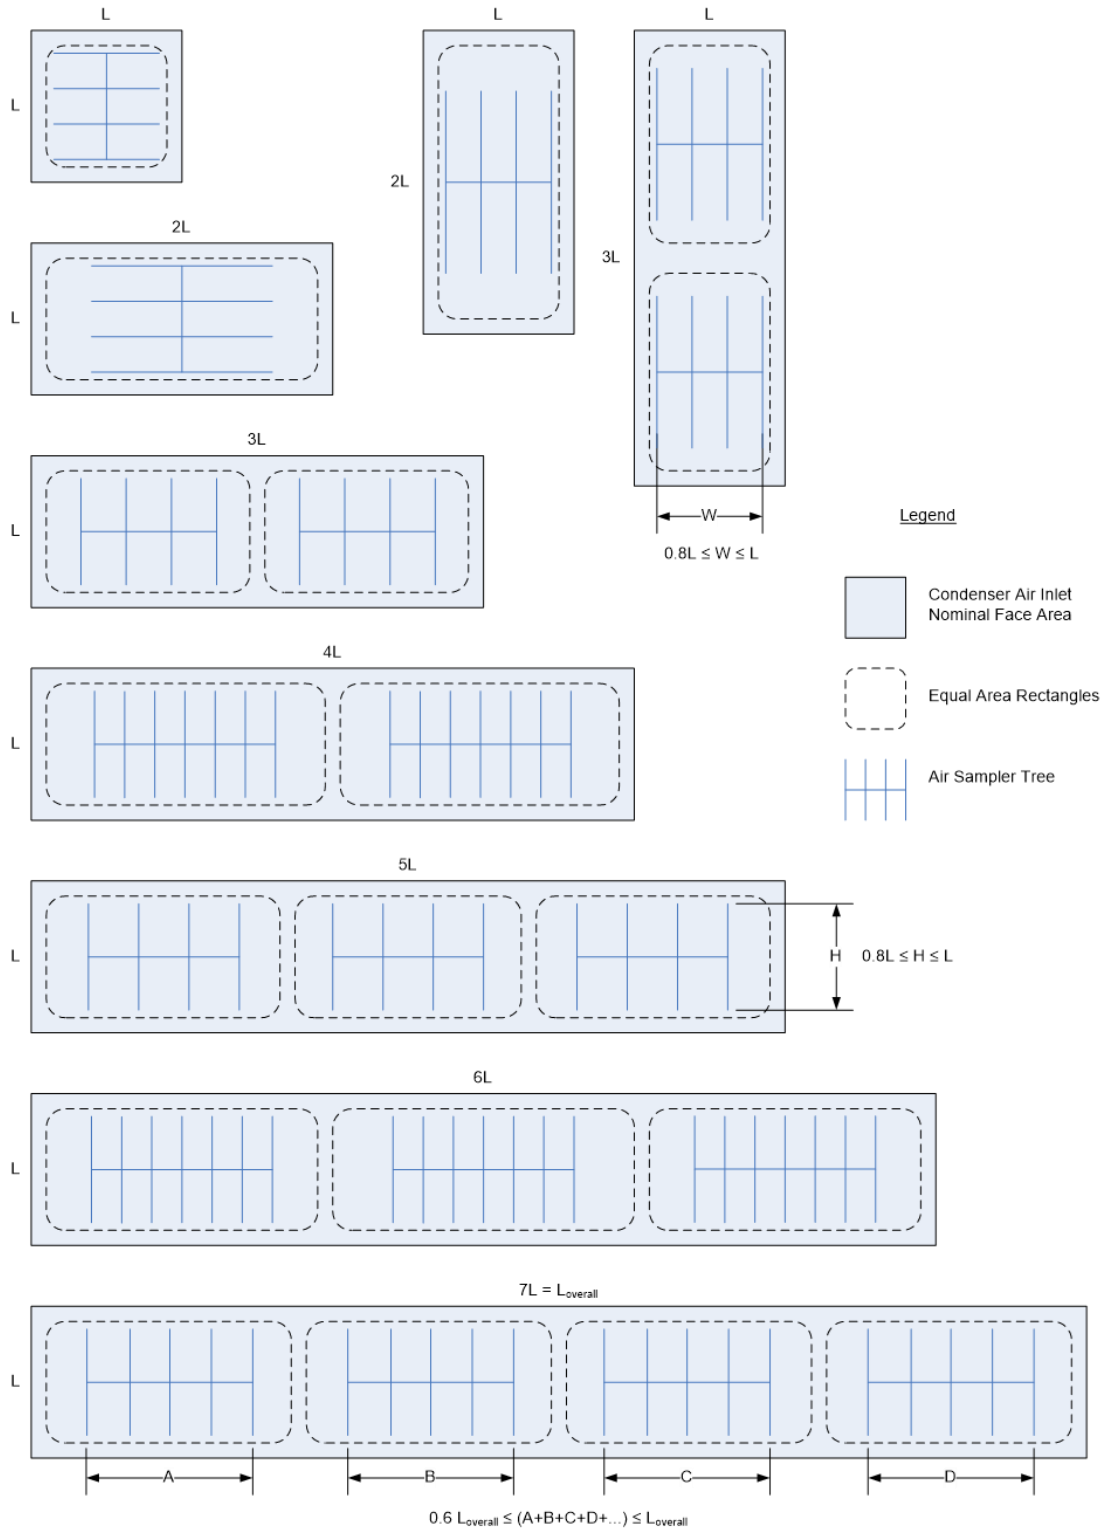 L
L
L
L
2L
2L
L
3L
W
0.8L ≤ W ≤ L
3L
L
Legend
Condenser Air Inlet
Nominal Face Area
Equal Area Rectangles
Air Sampler Tree
4L
L
5L
L
H
0.8L ≤ H ≤ L
6L
L
7L = Loverall
L
A
B
C
D
0.6 Loverall ≤ (A+B+C+D+...) ≤ Loverall